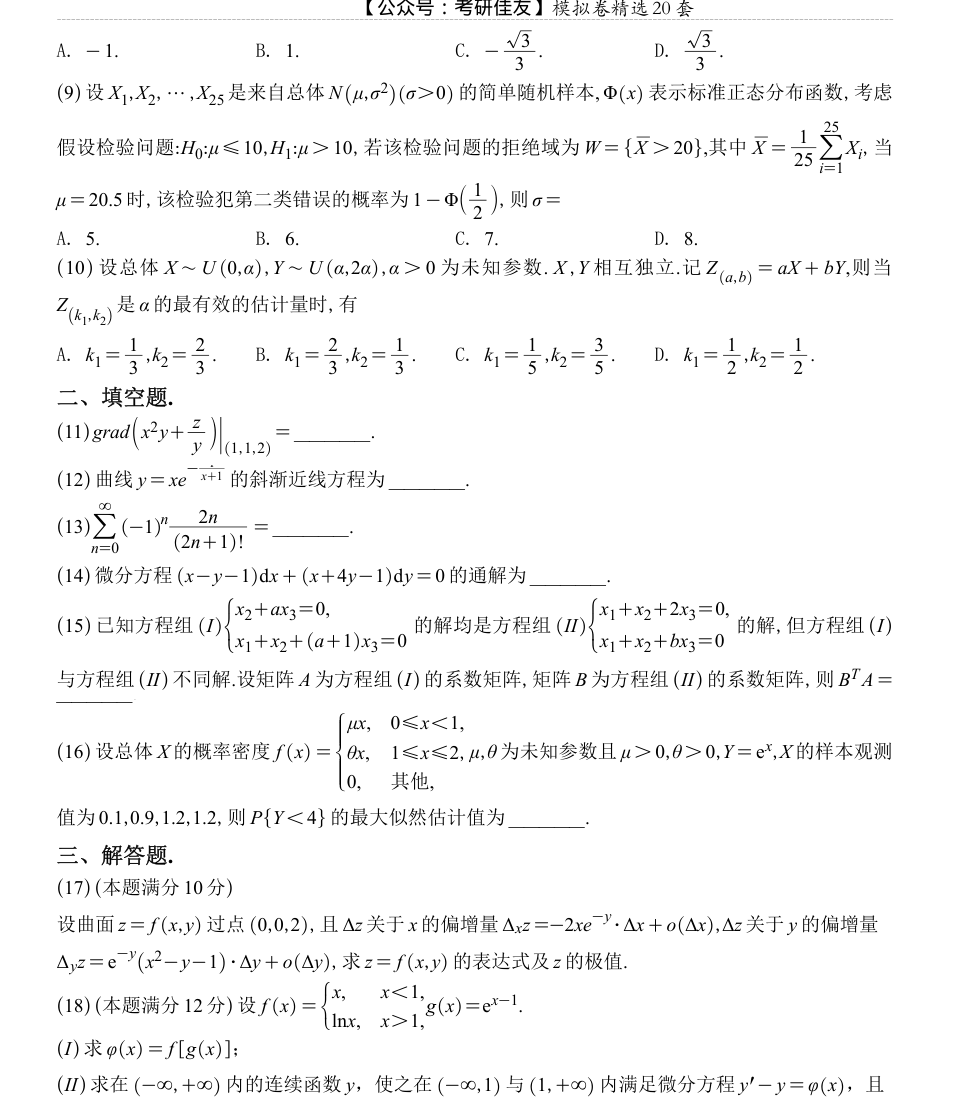 【公众号：考研佳友】模拟卷精选20套
A. －1. B. 1. C. －√3/3. D. √3/3.
(9) 设 X₁,X₂, ⋯ ,X₂₅ 是来自总体 N(μ,σ²)(σ>0) 的简单随机样本, Φ(x) 表示标准正态分布函数, 考虑
假设检验问题:H₀:μ⩽10,H₁:μ>10, 若该检验问题的拒绝域为 W={X̄>20},其中 X̄=1/25 ∑_{i=1}^{25} Xᵢ, 当
μ=20.5 时, 该检验犯第二类错误的概率为 1－Φ(1/2), 则 σ=
A. 5. B. 6. C. 7. D. 8.
(10) 设总体 X~U(0,α), Y~U(α,2α), α>0 为未知参数. X,Y 相互独立.记 Z_(a,b)=aX+bY,则当
Z_(k₁,k₂) 是 α 的最有效的估计量时, 有
A. k₁=1/3,k₂=2/3. B. k₁=2/3,k₂=1/3. C. k₁=1/5,k₂=3/5. D. k₁=1/2,k₂=1/2.
二、填空题.
(11) grad(x²y+z/y)|_(1,1,2)=________.
(12) 曲线 y=xe 的斜渐近线方程为 ________.
(13) ∑_{n=0}^{∞} (−1)ⁿ 2n/(2n+1)! =________.
(14) 微分方程 (x−y−1)dx+(x+4y−1)dy=0 的通解为 ________.
(15) 已知方程组 (I){x₂+ax₃=0, x₁+x₂+(a+1)x₃=0 的解均是方程组 (II){x₁+x₂+2x₃=0, x₁+x₂+bx₃=0 的解, 但方程组 (I)
与方程组 (II) 不同解.设矩阵 A 为方程组 (I) 的系数矩阵, 矩阵 B 为方程组 (II) 的系数矩阵, 则 BᵀA=
________
(16) 设总体 X 的概率密度 f(x)={μx, 0⩽x<1, θx, 1⩽x⩽2, 0, 其他, μ,θ 为未知参数且 μ>0,θ>0,Y=eˣ,X 的样本观测
值为 0.1,0.9,1.2,1.2, 则 P{Y<4} 的最大似然估计值为 ________.
三、解答题.
(17) (本题满分 10 分)
设曲面 z=f(x,y) 过点 (0,0,2), 且 Δz 关于 x 的偏增量 Δₓz=−2xe^{−y}·Δx+o(Δx),Δz 关于 y 的偏增量
Δ_y z=e^{−y}(x²−y−1)·Δy+o(Δy), 求 z=f(x,y) 的表达式及 z 的极值.
(18) (本题满分 12 分) 设 f(x)={x, x<1, lnx, x>1, g(x)=e^{x−1}.
(I) 求 φ(x)=f[g(x)];
(II) 求在 (−∞,+∞) 内的连续函数 y, 使之在 (−∞,1) 与 (1,+∞) 内满足微分方程 y′−y=φ(x), 且